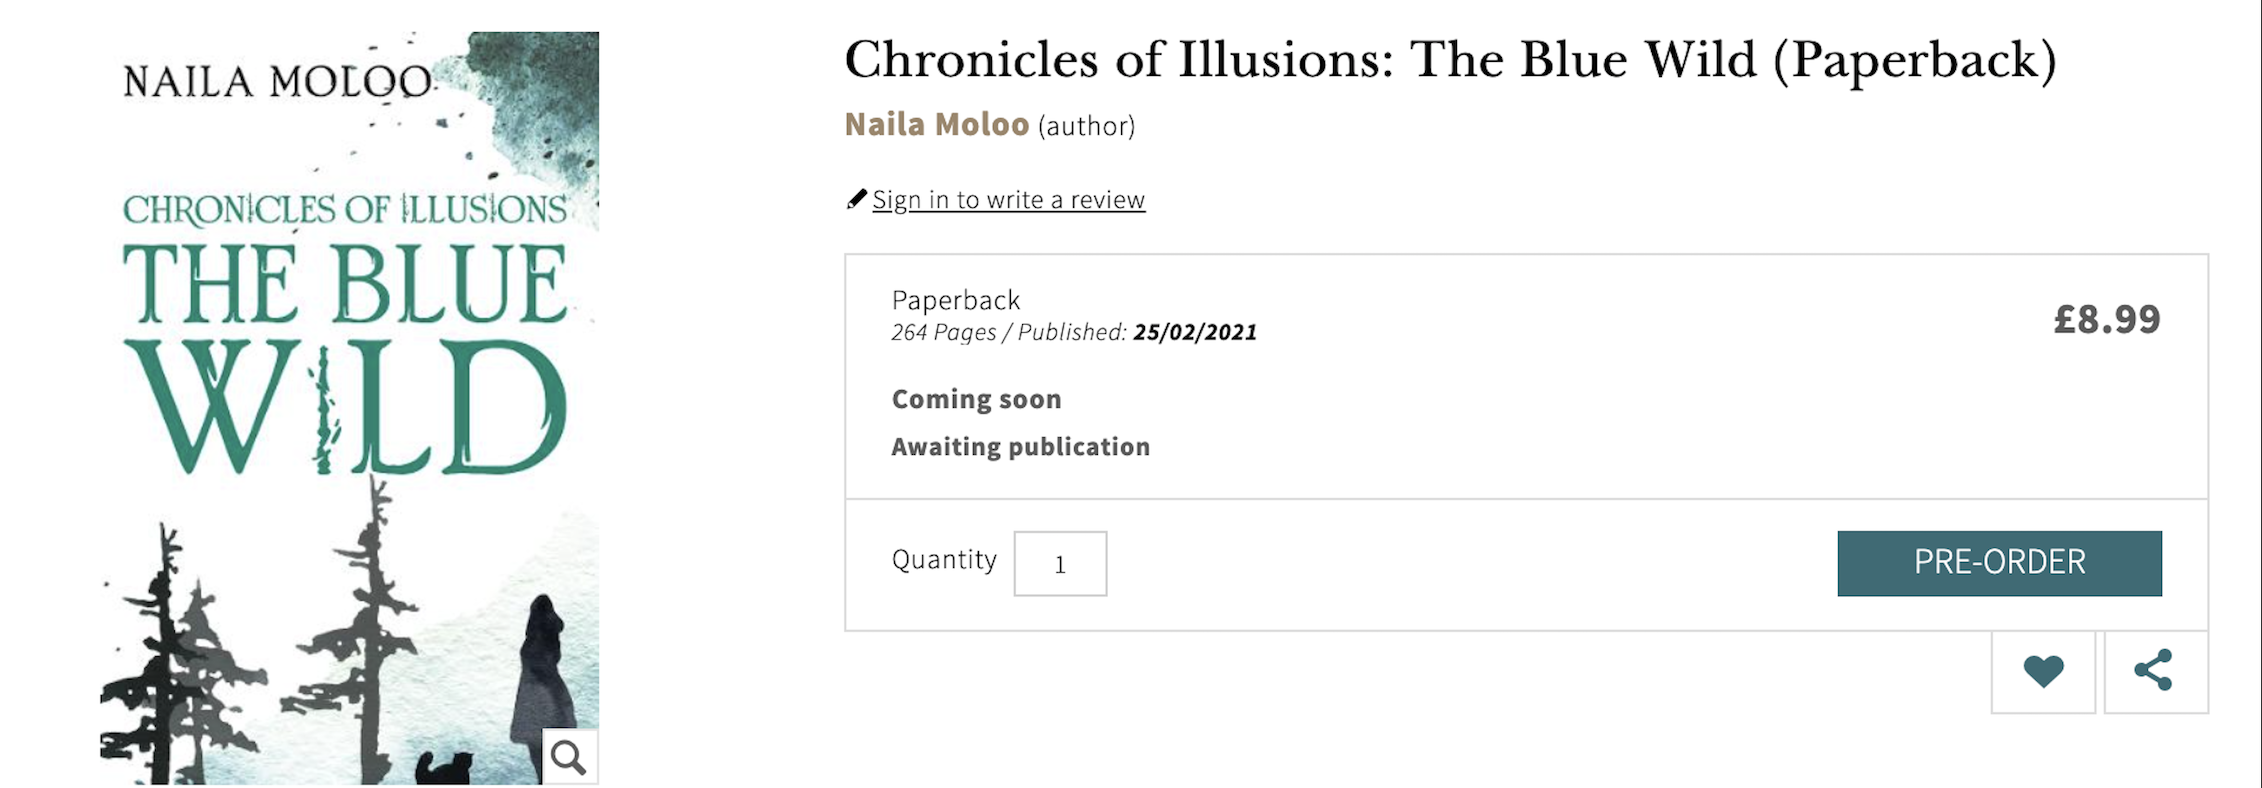 NAILA MOLOO
CHRONICLES OF ILLUSIONS
THE BLUE
WILD
Chronicles of Illusions: The Blue Wild (Paperback)
Naila Moloo (author)
Sign in to write a review
Paperback
264 Pages / Published: 25/02/2021
£8.99
Coming soon
Awaiting publication
Quantity 1
PRE-ORDER